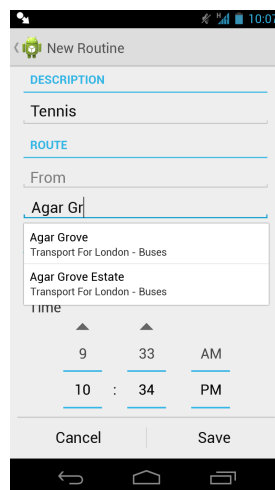 H 10:07
New Routine
DESCRIPTION
Tennis
ROUTE
From
Agar Gr
Agar Grove
Transport For London - Buses
Agar Grove Estate
Transport For London - Buses
Time
9 33 AM
10 : 34 PM
Cancel Save